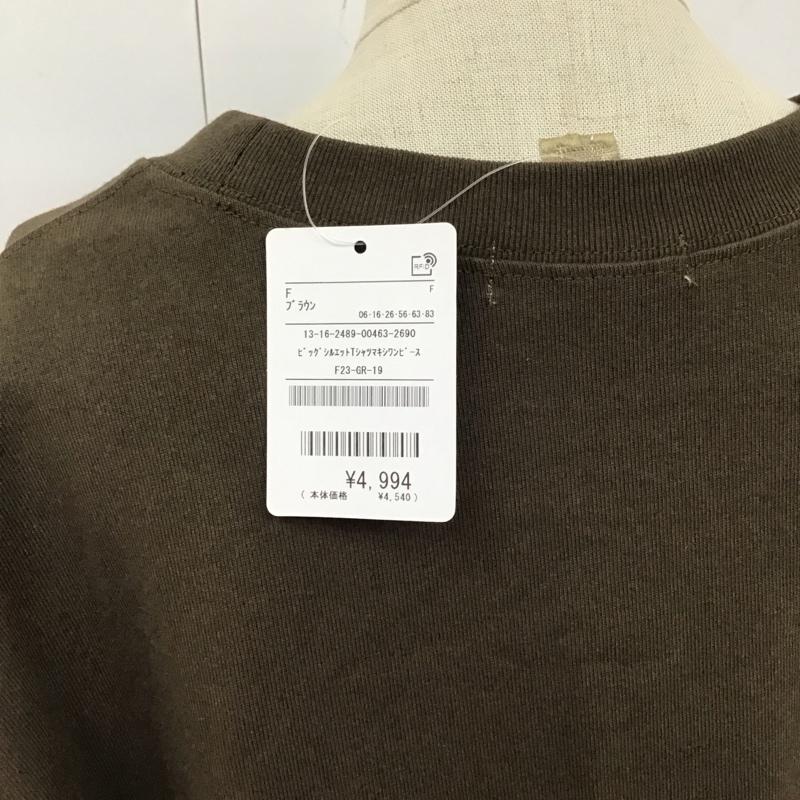 RFID
F
F
ﾌﾞﾗｳﾝ
06･16･26･56･63･83
13-16-2489-00463-2690
ﾋﾞｯｸﾞｼﾙｴｯﾄTｼｬﾂﾏｷｼﾜﾝﾋﾟｰｽ
F23-GR-19
¥4,994
( 本体価格 ¥4,540 )